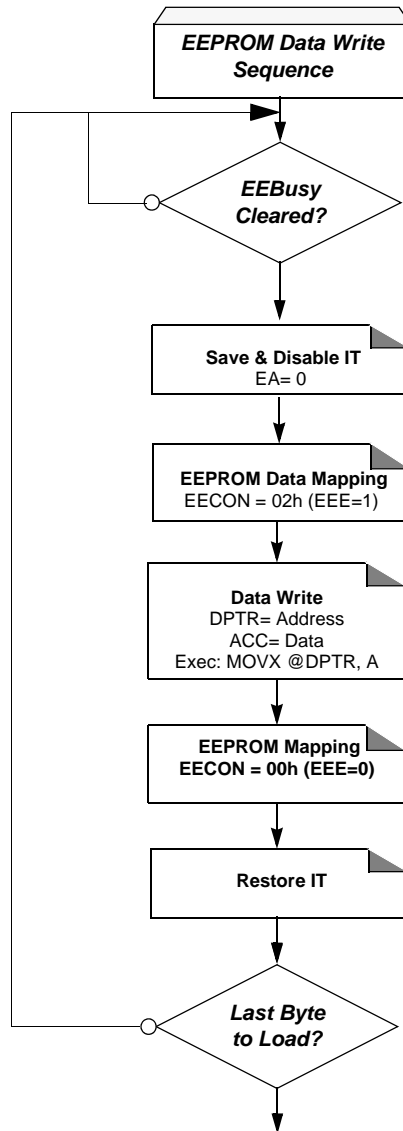 EEPROM Data Write
Sequence
EEBusy
Cleared?
Save & Disable IT
EA= 0
EEPROM Data Mapping
EECON = 02h (EEE=1)
Data Write
DPTR= Address
ACC= Data
Exec: MOVX @DPTR, A
EEPROM Mapping
EECON = 00h (EEE=0)
Restore IT
Last Byte
to Load?